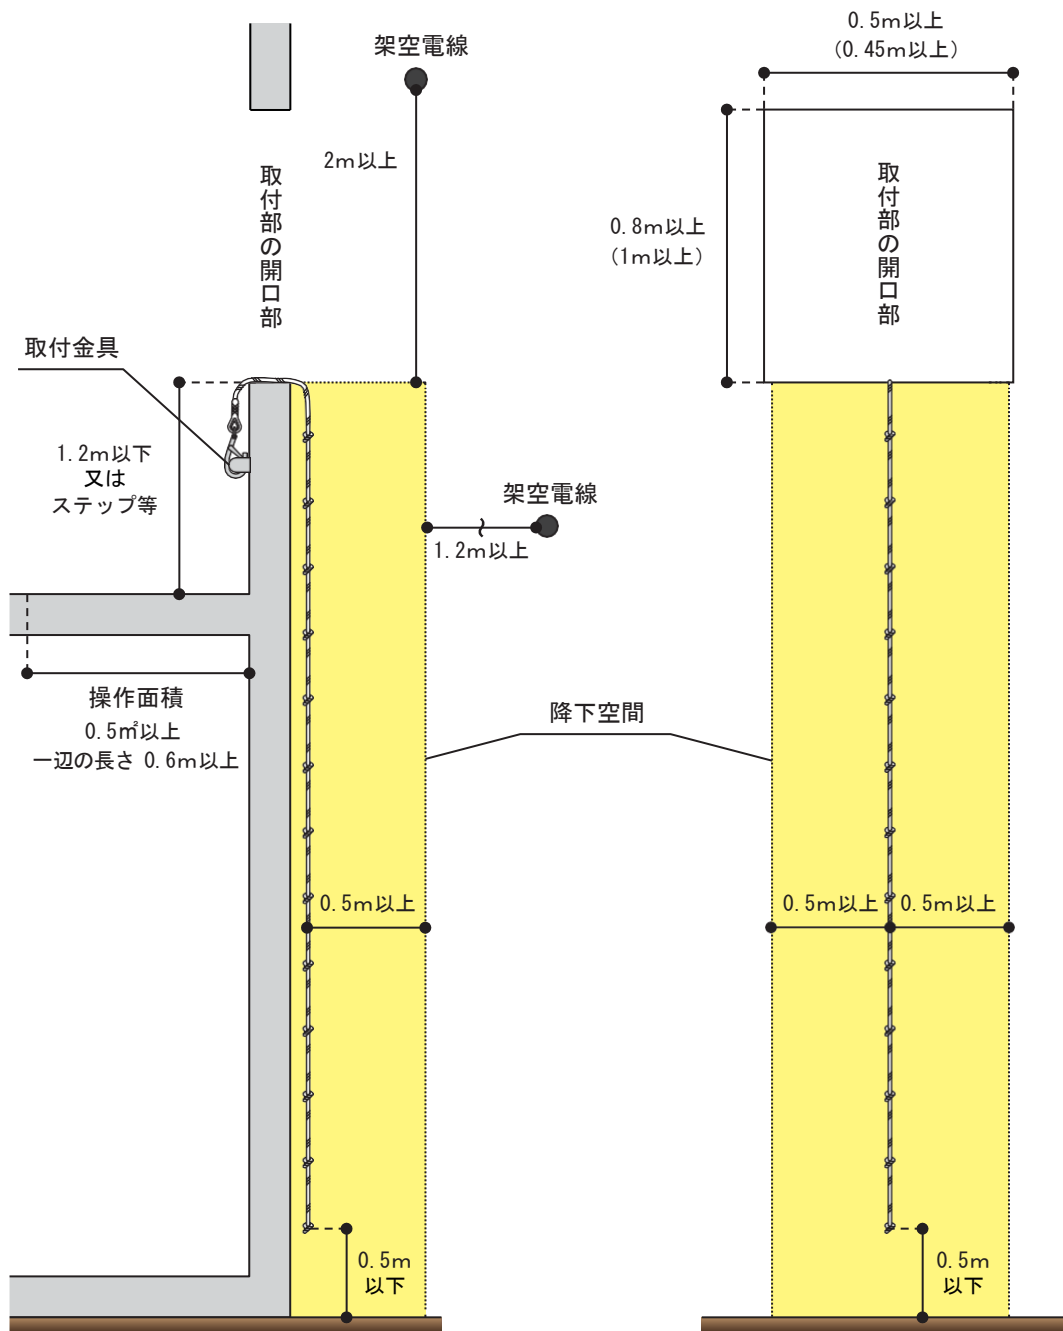 架空電線
2m以上
取付部の開口部
取付金具
1.2m以下
又は
ステップ等
架空電線
1.2m以上
操作面積
0.5㎡以上
一辺の長さ 0.6m以上
降下空間
0.5m以上
0.5m
以下
0.5m以上
(0.45m以上)
0.8m以上
(1m以上)
取付部の開口部
0.5m以上
0.5m以上
0.5m
以下